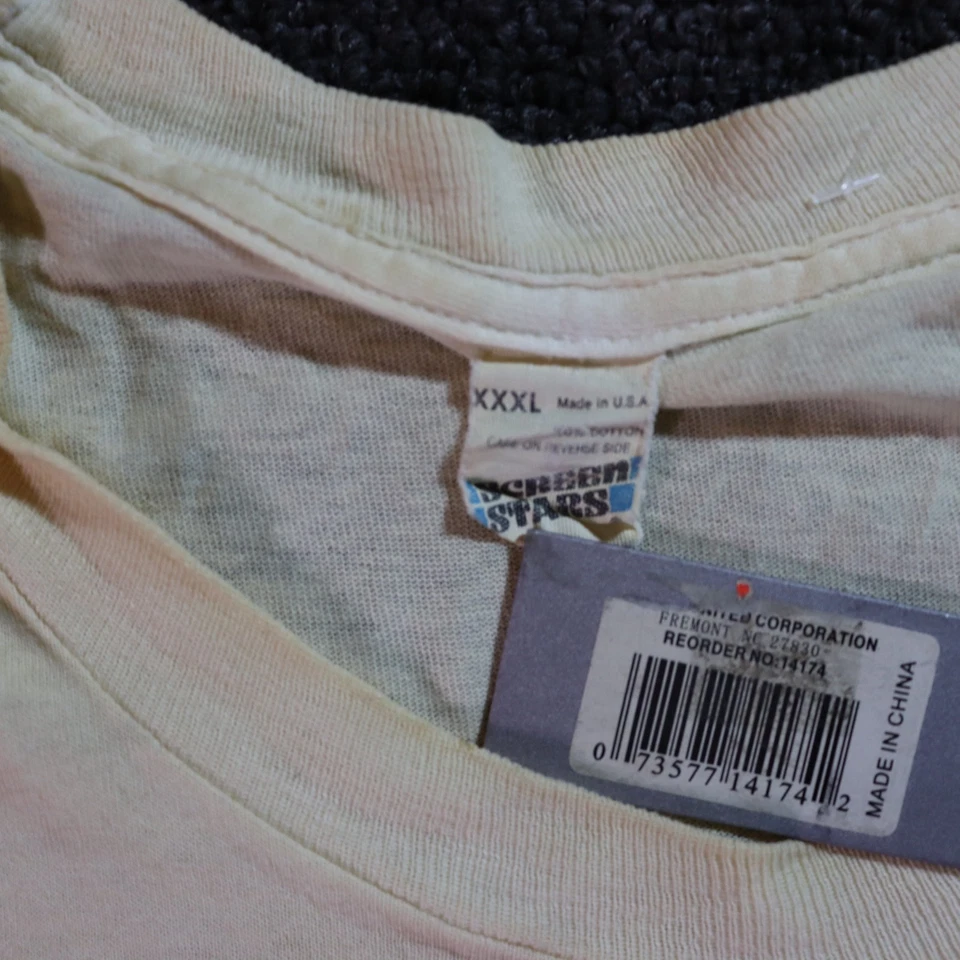 XXXL Made in U.S.A.
COTTON
CARE ON REVERSE SIDE
SCREEN
STARS
CORPORATION
FREMONT NC 27830
REORDER NO:14174
0 73577 14174 2
MADE IN CHINA